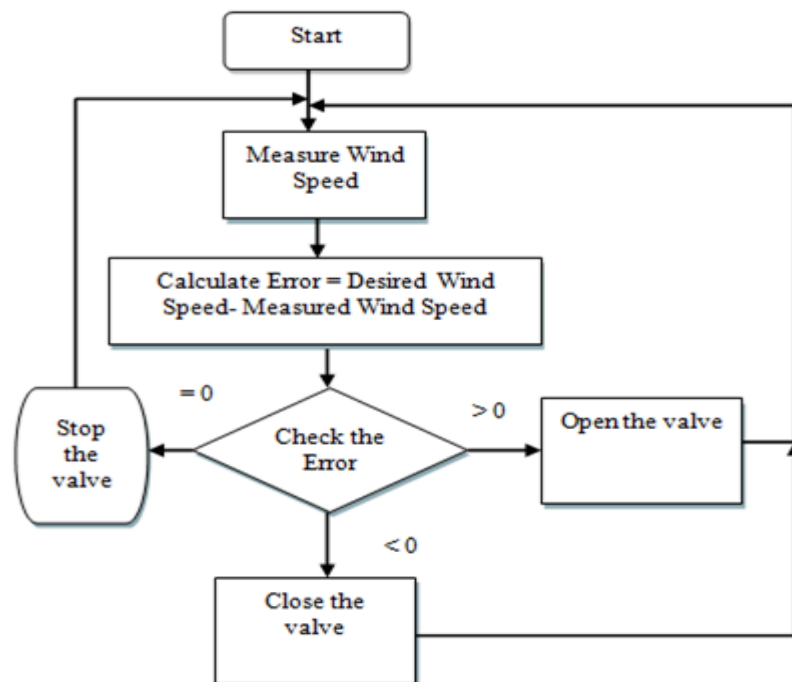 Start
Measure Wind
Speed
Calculate Error = Desired Wind
Speed- Measured Wind Speed
= 0
> 0
Stop
the
valve
Check the
Error
Open the valve
< 0
Close the
valve